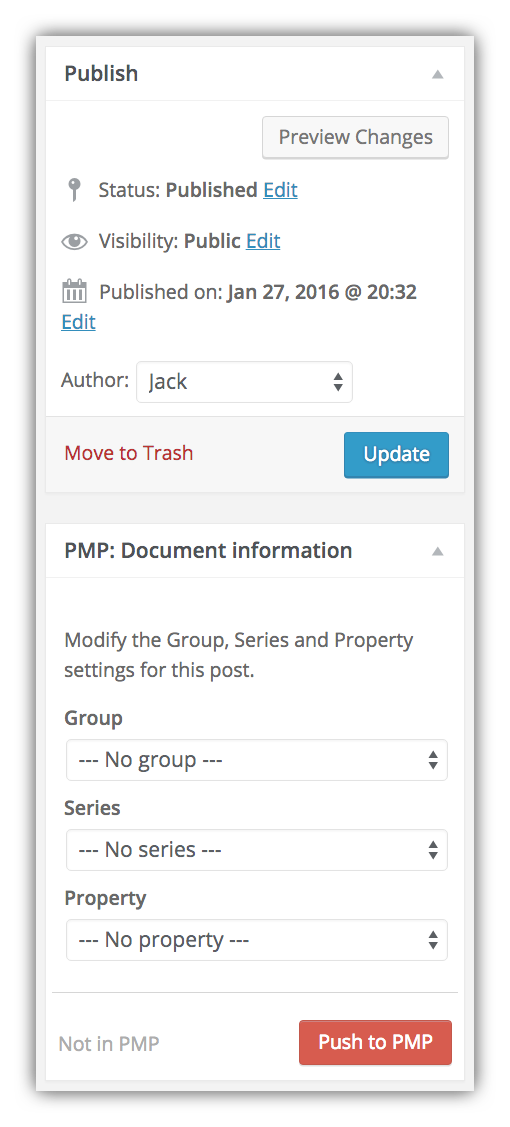 Publish
Preview Changes
Status: Published Edit
Visibility: Public Edit
Published on: Jan 27, 2016 @ 20:32
Edit
Author: Jack
Move to Trash Update
PMP: Document information
Modify the Group, Series and Property
settings for this post.
Group
--- No group ---
Series
--- No series ---
Property
--- No property ---
Not in PMP Push to PMP